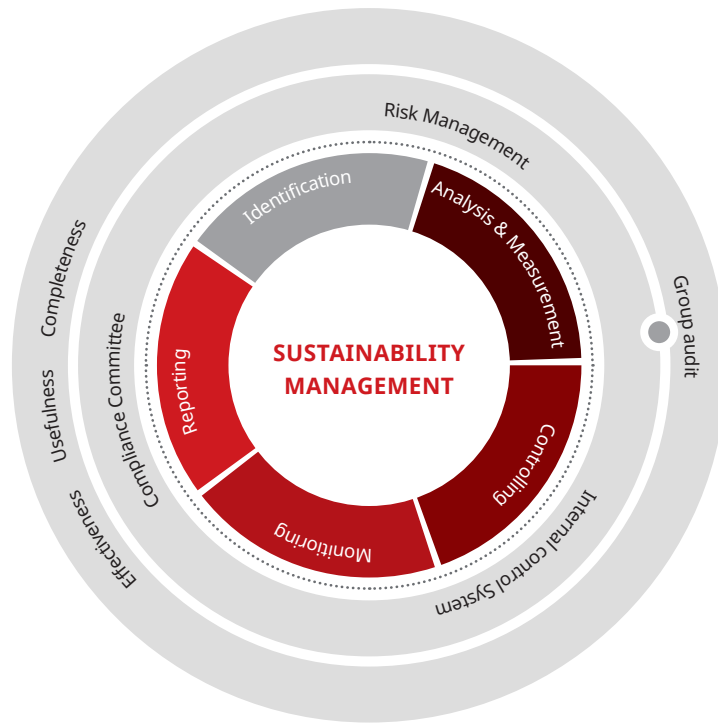 Risk Management
Identification
Analysis & Measurement
Completeness
Group audit
Compliance Committee
SUSTAINABILITY
MANAGEMENT
Reporting
Usefulness
Controlling
Effectiveness
Monitoring
Internal control System